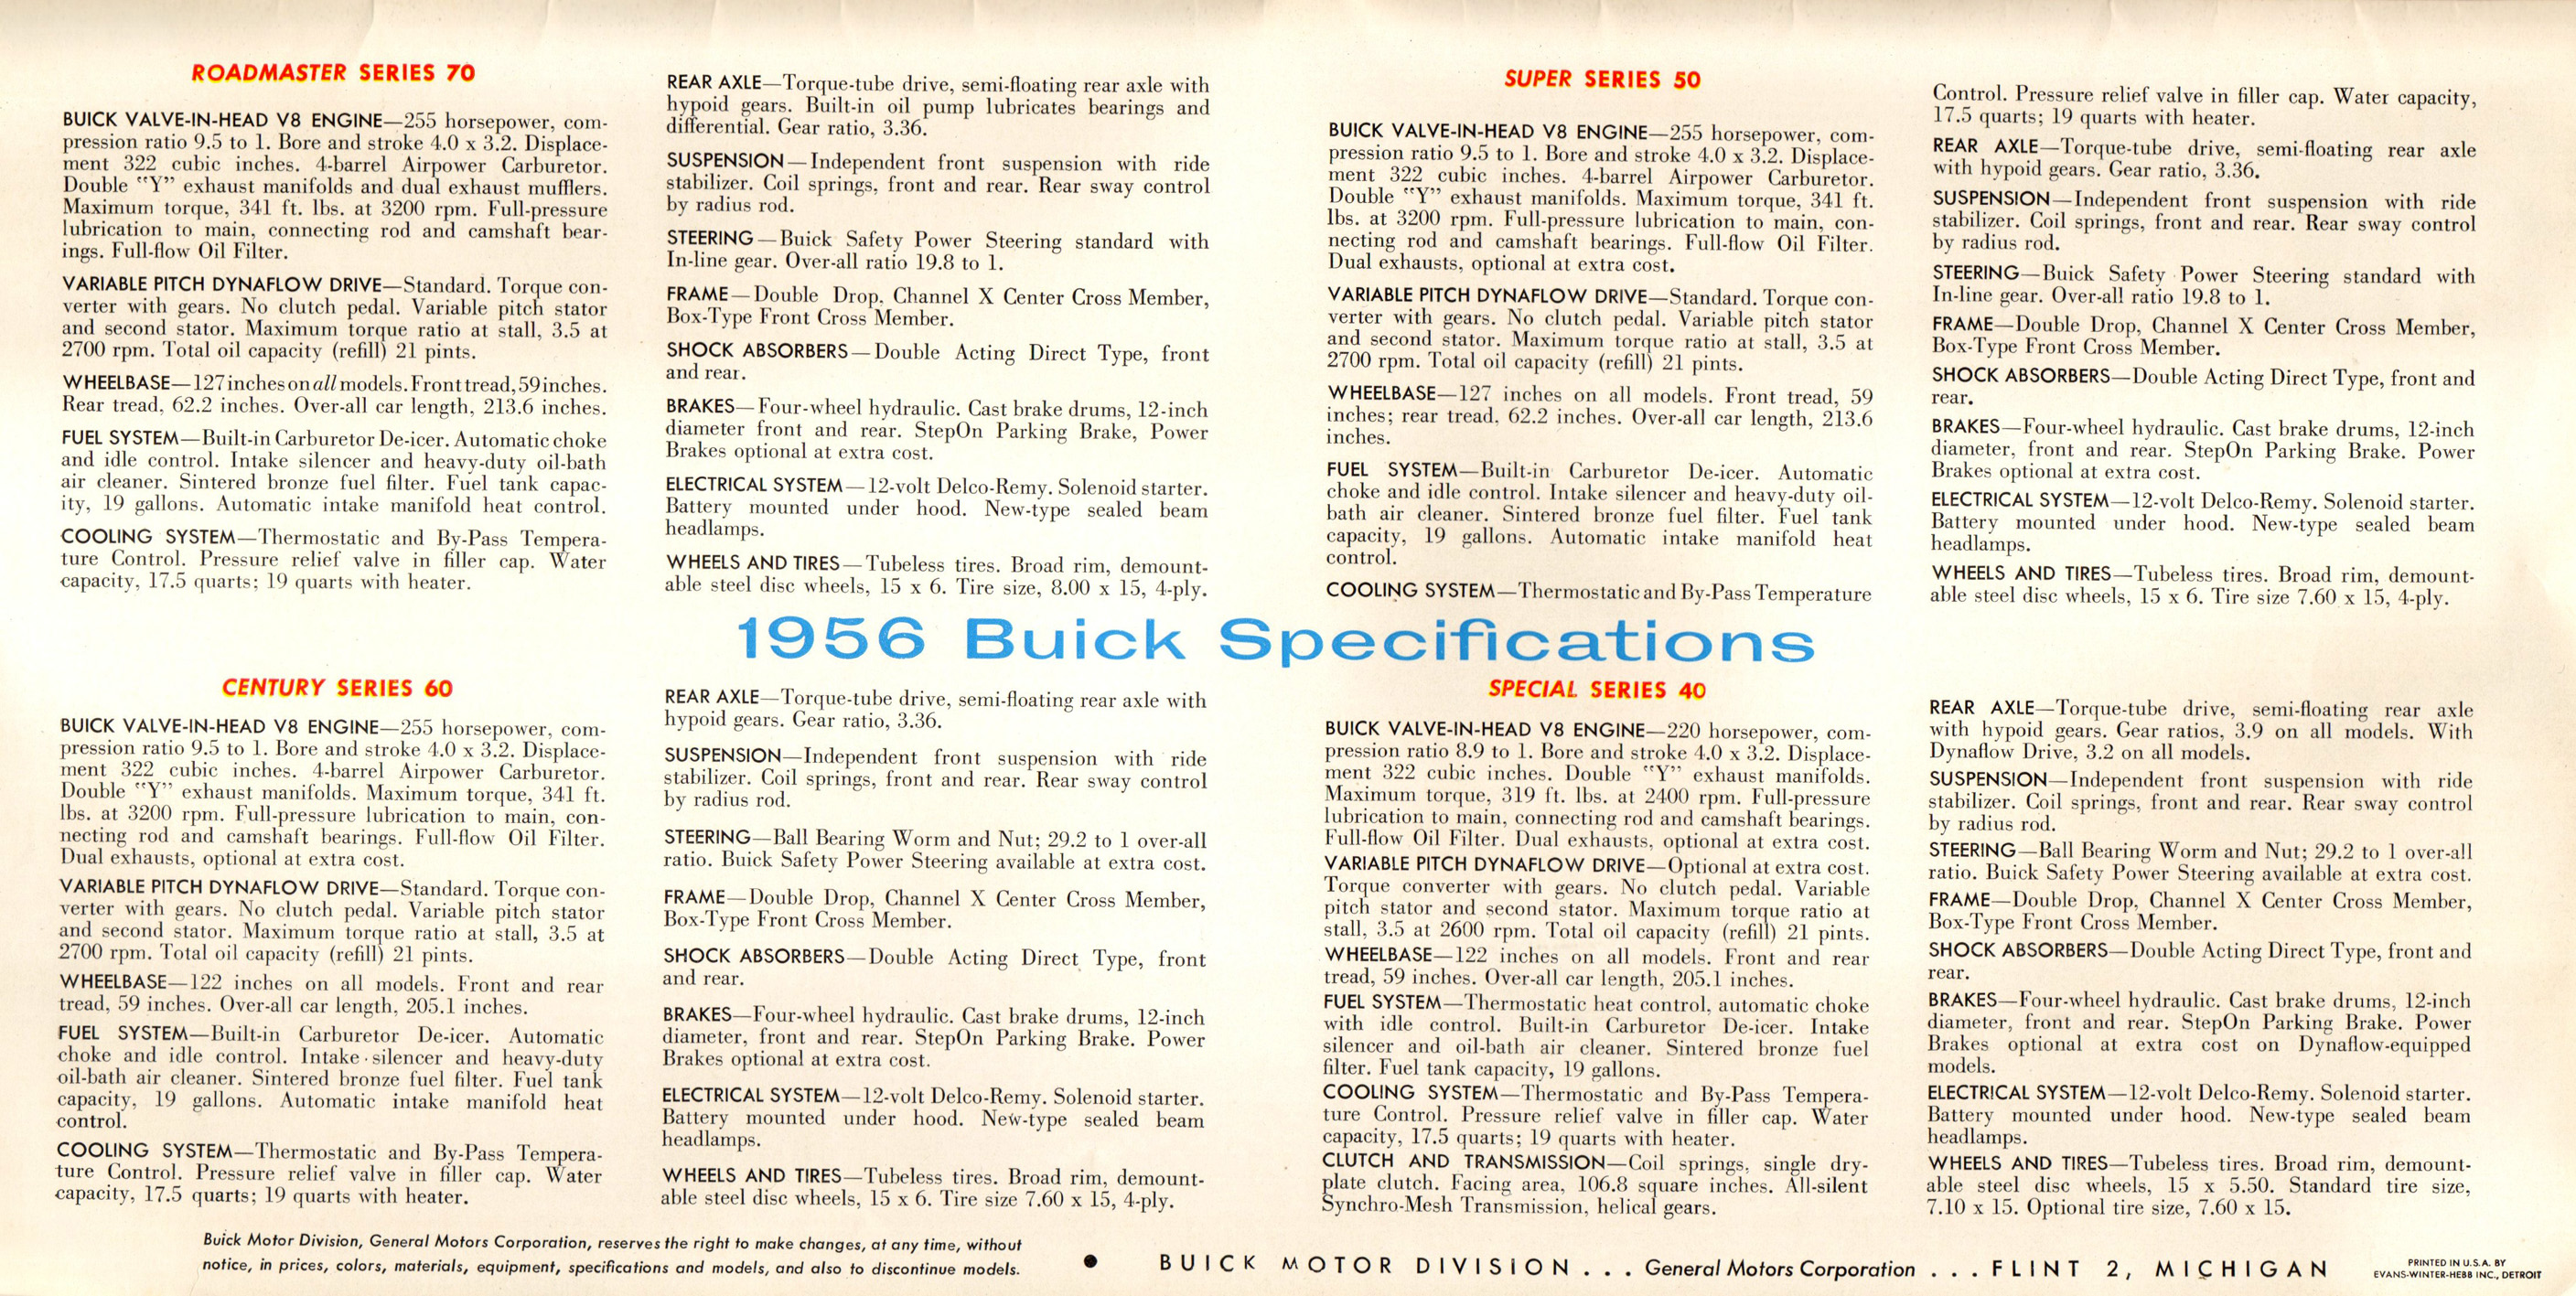 ROADMASTER SERIES 70
BUICK VALVE-IN-HEAD V8 ENGINE—255 horsepower, com-
pression ratio 9.5 to 1. Bore and stroke 4.0 x 3.2. Displace-
ment 322 cubic inches. 4-barrel Airpower Carburetor.
Double “Y” exhaust manifolds and dual exhaust mufflers.
Maximum torque, 341 ft. lbs. at 3200 rpm. Full-pressure
lubrication to main, connecting rod and camshaft bear-
ings. Full-flow Oil Filter.
VARIABLE PITCH DYNAFLOW DRIVE—Standard. Torque con-
verter with gears. No clutch pedal. Variable pitch stator
and second stator. Maximum torque ratio at stall, 3.5 at
2700 rpm. Total oil capacity (refill) 21 pints.
WHEELBASE—127 inches on all models. Front tread, 59 inches.
Rear tread, 62.2 inches. Over-all car length, 213.6 inches.
FUEL SYSTEM—Built-in Carburetor De-icer. Automatic choke
and idle control. Intake silencer and heavy-duty oil-bath
air cleaner. Sintered bronze fuel filter. Fuel tank capac-
ity, 19 gallons. Automatic intake manifold heat control.
COOLING SYSTEM—Thermostatic and By-Pass Tempera-
ture Control. Pressure relief valve in filler cap. Water
capacity, 17.5 quarts; 19 quarts with heater.
REAR AXLE—Torque-tube drive, semi-floating rear axle with
hypoid gears. Built-in oil pump lubricates bearings and
differential. Gear ratio, 3.36.
SUSPENSION—Independent front suspension with ride
stabilizer. Coil springs, front and rear. Rear sway control
by radius rod.
STEERING—Buick Safety Power Steering standard with
In-line gear. Over-all ratio 19.8 to 1.
FRAME—Double Drop, Channel X Center Cross Member,
Box-Type Front Cross Member.
SHOCK ABSORBERS—Double Acting Direct Type, front
and rear.
BRAKES—Four-wheel hydraulic. Cast brake drums, 12-inch
diameter front and rear. StepOn Parking Brake, Power
Brakes optional at extra cost.
ELECTRICAL SYSTEM—12-volt Delco-Remy. Solenoid starter.
Battery mounted under hood. New-type sealed beam
headlamps.
WHEELS AND TIRES—Tubeless tires. Broad rim, demount-
able steel disc wheels, 15 x 6. Tire size, 8.00 x 15, 4-ply.
SUPER SERIES 50
BUICK VALVE-IN-HEAD V8 ENGINE—255 horsepower, com-
pression ratio 9.5 to 1. Bore and stroke 4.0 x 3.2. Displace-
ment 322 cubic inches. 4-barrel Airpower Carburetor.
Double “Y” exhaust manifolds. Maximum torque, 341 ft.
lbs. at 3200 rpm. Full-pressure lubrication to main, con-
necting rod and camshaft bearings. Full-flow Oil Filter.
Dual exhausts, optional at extra cost.
VARIABLE PITCH DYNAFLOW DRIVE—Standard. Torque con-
verter with gears. No clutch pedal. Variable pitch stator
and second stator. Maximum torque ratio at stall, 3.5 at
2700 rpm. Total oil capacity (refill) 21 pints.
WHEELBASE—127 inches on all models. Front tread, 59
inches; rear tread, 62.2 inches. Over-all car length, 213.6
inches.
FUEL SYSTEM—Built-in Carburetor De-icer. Automatic
choke and idle control. Intake silencer and heavy-duty oil-
bath air cleaner. Sintered bronze fuel filter. Fuel tank
capacity, 19 gallons. Automatic intake manifold heat
control.
COOLING SYSTEM—Thermostatic and By-Pass Temperature
Control. Pressure relief valve in filler cap. Water capacity,
17.5 quarts; 19 quarts with heater.
REAR AXLE—Torque-tube drive, semi-floating rear axle
with hypoid gears. Gear ratio, 3.36.
SUSPENSION—Independent front suspension with ride
stabilizer. Coil springs, front and rear. Rear sway control
by radius rod.
STEERING—Buick Safety Power Steering standard with
In-line gear. Over-all ratio 19.8 to 1.
FRAME—Double Drop, Channel X Center Cross Member,
Box-Type Front Cross Member.
SHOCK ABSORBERS—Double Acting Direct Type, front and
rear.
BRAKES—Four-wheel hydraulic. Cast brake drums, 12-inch
diameter, front and rear. StepOn Parking Brake. Power
Brakes optional at extra cost.
ELECTRICAL SYSTEM—12-volt Delco-Remy. Solenoid starter.
Battery mounted under hood. New-type sealed beam
headlamps.
WHEELS AND TIRES—Tubeless tires. Broad rim, demount-
able steel disc wheels, 15 x 6. Tire size 7.60 x 15, 4-ply.
1956 Buick Specifications
CENTURY SERIES 60
BUICK VALVE-IN-HEAD V8 ENGINE—255 horsepower, com-
pression ratio 9.5 to 1. Bore and stroke 4.0 x 3.2. Displace-
ment 322 cubic inches. 4-barrel Airpower Carburetor.
Double “Y” exhaust manifolds. Maximum torque, 341 ft.
lbs. at 3200 rpm. Full-pressure lubrication to main, con-
necting rod and camshaft bearings. Full-flow Oil Filter.
Dual exhausts, optional at extra cost.
VARIABLE PITCH DYNAFLOW DRIVE—Standard. Torque con-
verter with gears. No clutch pedal. Variable pitch stator
and second stator. Maximum torque ratio at stall, 3.5 at
2700 rpm. Total oil capacity (refill) 21 pints.
WHEELBASE—122 inches on all models. Front and rear
tread, 59 inches. Over-all car length, 205.1 inches.
FUEL SYSTEM—Built-in Carburetor De-icer. Automatic
choke and idle control. Intake silencer and heavy-duty
oil-bath air cleaner. Sintered bronze fuel filter. Fuel tank
capacity, 19 gallons. Automatic intake manifold heat
control.
COOLING SYSTEM—Thermostatic and By-Pass Tempera-
ture Control. Pressure relief valve in filler cap. Water
capacity, 17.5 quarts; 19 quarts with heater.
REAR AXLE—Torque-tube drive, semi-floating rear axle with
hypoid gears. Gear ratio, 3.36.
SUSPENSION—Independent front suspension with ride
stabilizer. Coil springs, front and rear. Rear sway control
by radius rod.
STEERING—Ball Bearing Worm and Nut; 29.2 to 1 over-all
ratio. Buick Safety Power Steering available at extra cost.
FRAME—Double Drop, Channel X Center Cross Member,
Box-Type Front Cross Member.
SHOCK ABSORBERS—Double Acting Direct Type, front
and rear.
BRAKES—Four-wheel hydraulic. Cast brake drums, 12-inch
diameter, front and rear. StepOn Parking Brake. Power
Brakes optional at extra cost.
ELECTRICAL SYSTEM—12-volt Delco-Remy. Solenoid starter.
Battery mounted under hood. New-type sealed beam
headlamps.
WHEELS AND TIRES—Tubeless tires. Broad rim, demount-
able steel disc wheels, 15 x 6. Tire size 7.60 x 15, 4-ply.
SPECIAL SERIES 40
BUICK VALVE-IN-HEAD V8 ENGINE—220 horsepower, com-
pression ratio 8.9 to 1. Bore and stroke 4.0 x 3.2. Displace-
ment 322 cubic inches. Double “Y” exhaust manifolds.
Maximum torque, 319 ft. lbs. at 2400 rpm. Full-pressure
lubrication to main, connecting rod and camshaft bearings.
Full-flow Oil Filter. Dual exhausts, optional at extra cost.
VARIABLE PITCH DYNAFLOW DRIVE—Optional at extra cost.
Torque converter with gears. No clutch pedal. Variable
pitch stator and second stator. Maximum torque ratio at
stall, 3.5 at 2600 rpm. Total oil capacity (refill) 21 pints.
WHEELBASE—122 inches on all models. Front and rear
tread, 59 inches. Over-all car length, 205.1 inches.
FUEL SYSTEM—Thermostatic heat control, automatic choke
with idle control. Built-in Carburetor De-icer. Intake
silencer and oil-bath air cleaner. Sintered bronze fuel
filter. Fuel tank capacity, 19 gallons.
COOLING SYSTEM—Thermostatic and By-Pass Tempera-
ture Control. Pressure relief valve in filler cap. Water
capacity, 17.5 quarts; 19 quarts with heater.
CLUTCH AND TRANSMISSION—Coil springs, single dry-
plate clutch. Facing area, 106.8 square inches. All-silent
Synchro-Mesh Transmission, helical gears.
REAR AXLE—Torque-tube drive, semi-floating rear axle
with hypoid gears. Gear ratios, 3.9 on all models. With
Dynaflow Drive, 3.2 on all models.
SUSPENSION—Independent front suspension with ride
stabilizer. Coil springs, front and rear. Rear sway control
by radius rod.
STEERING—Ball Bearing Worm and Nut; 29.2 to 1 over-all
ratio. Buick Safety Power Steering available at extra cost.
FRAME—Double Drop, Channel X Center Cross Member,
Box-Type Front Cross Member.
SHOCK ABSORBERS—Double Acting Direct Type, front and
rear.
BRAKES—Four-wheel hydraulic. Cast brake drums, 12-inch
diameter, front and rear. StepOn Parking Brake. Power
Brakes optional at extra cost on Dynaflow-equipped
models.
ELECTRICAL SYSTEM—12-volt Delco-Remy. Solenoid starter.
Battery mounted under hood. New-type sealed beam
headlamps.
WHEELS AND TIRES—Tubeless tires. Broad rim, demount-
able steel disc wheels, 15 x 5.50. Standard tire size,
7.10 x 15. Optional tire size, 7.60 x 15.
Buick Motor Division, General Motors Corporation, reserves the right to make changes, at any time, without
notice, in prices, colors, materials, equipment, specifications and models, and also to discontinue models.
● BUICK MOTOR DIVISION . . . General Motors Corporation . . . FLINT 2, MICHIGAN
PRINTED IN U.S.A. BY
EVANS-WINTER-HEBB INC., DETROIT